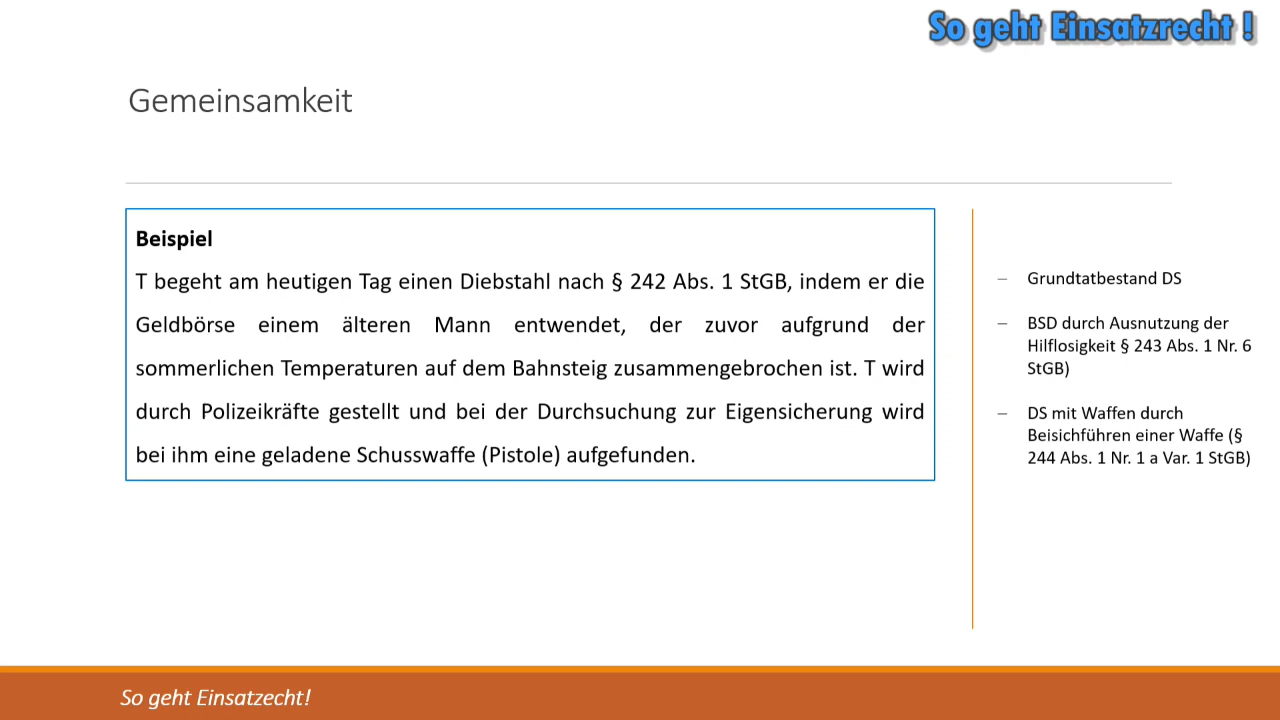 So geht Einsatzrecht !
Gemeinsamkeit
Beispiel
T begeht am heutigen Tag einen Diebstahl nach § 242 Abs. 1 StGB, indem er die
Geldbörse einem älteren Mann entwendet, der zuvor aufgrund der
sommerlichen Temperaturen auf dem Bahnsteig zusammengebrochen ist. T wird
durch Polizeikräfte gestellt und bei der Durchsuchung zur Eigensicherung wird
bei ihm eine geladene Schusswaffe (Pistole) aufgefunden.
– Grundtatbestand DS
– BSD durch Ausnutzung der
Hilflosigkeit § 243 Abs. 1 Nr. 6
StGB)
– DS mit Waffen durch
Beisichführen einer Waffe (§
244 Abs. 1 Nr. 1 a Var. 1 StGB)
So geht Einsatzecht!